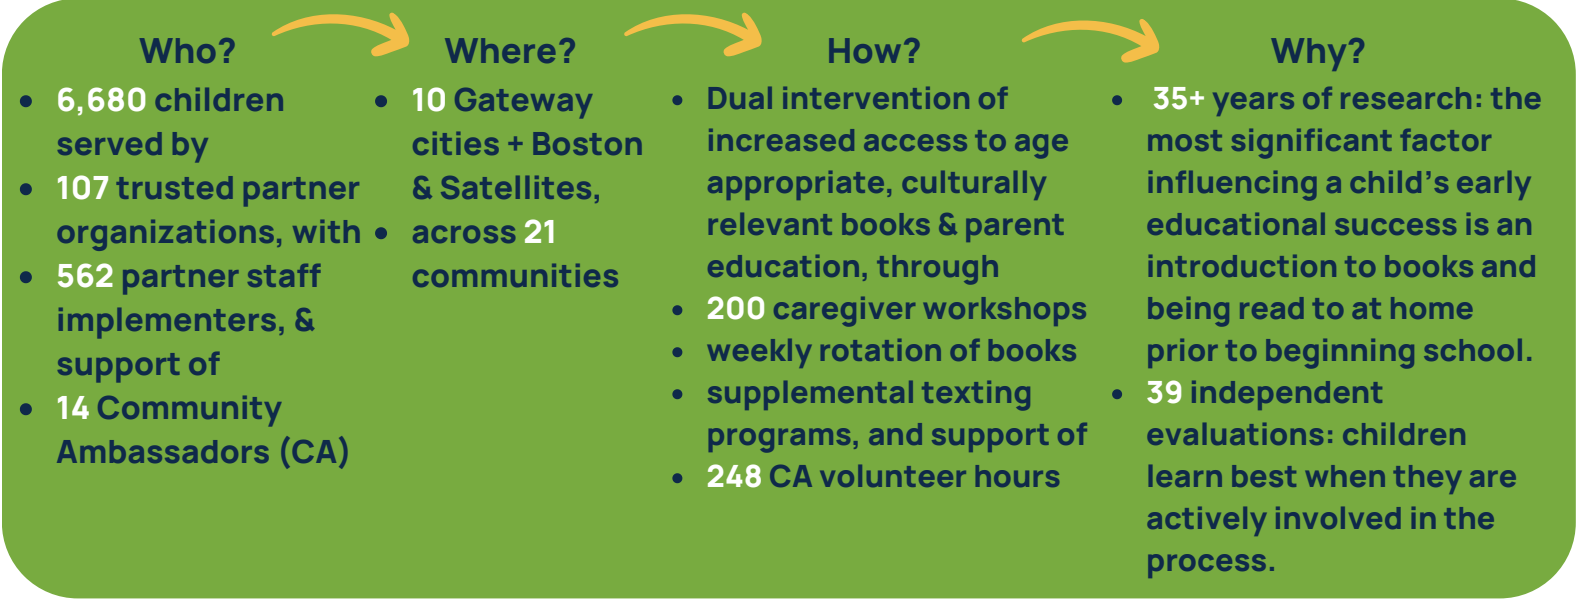 Who?
• 6,680 children
served by
• 107 trusted partner
organizations, with
• 562 partner staff
implementers, &
support of
• 14 Community
Ambassadors (CA)
Where?
• 10 Gateway
cities + Boston
& Satellites,
• across 21
communities
How?
• Dual intervention of
increased access to age
appropriate, culturally
relevant books & parent
education, through
• 200 caregiver workshops
• weekly rotation of books
• supplemental texting
programs, and support of
• 248 CA volunteer hours
Why?
• 35+ years of research: the
most significant factor
influencing a child's early
educational success is an
introduction to books and
being read to at home
prior to beginning school.
• 39 independent
evaluations: children
learn best when they are
actively involved in the
process.